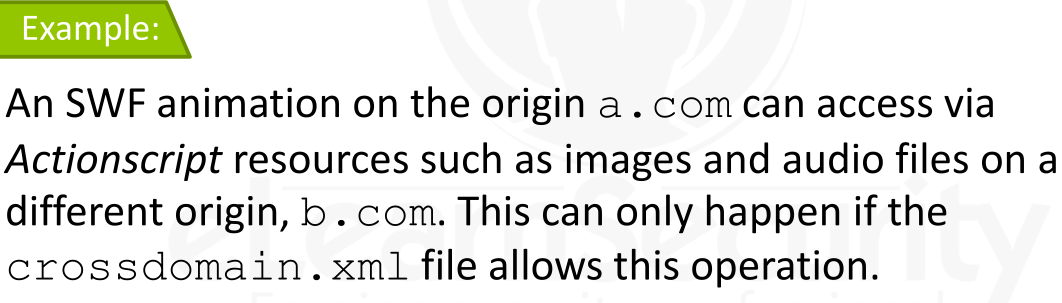 Example:
An SWF animation on the origin a.com can access via
Actionscript resources such as images and audio files on a
different origin, b.com. This can only happen if the
crossdomain.xml file allows this operation.
eLearnSecurity